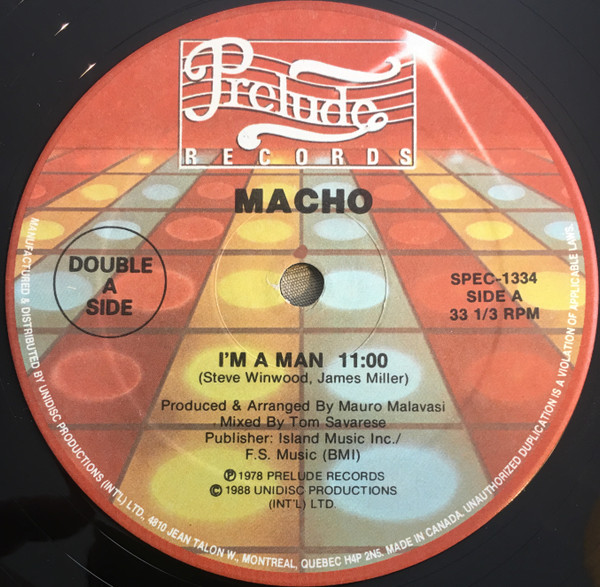 Prelude
RECORDS
MACHO
DOUBLE
A
SIDE
SPEC-1334
SIDE A
33 1/3 RPM
I'M A MAN 11:00
(Steve Winwood, James Miller)
Produced & Arranged By Mauro Malavasi
Mixed By Tom Savarese
Publisher: Island Music Inc./
F.S. Music (BMI)
Ⓟ 1978 PRELUDE RECORDS
© 1988 UNIDISC PRODUCTIONS
(INT'L) LTD.
MANUFACTURED & DISTRIBUTED BY UNIDISC PRODUCTIONS (INT'L) LTD., 4810 JEAN TALON W., MONTREAL, QUEBEC H4P 2N5. MADE IN CANADA. UNAUTHORIZED DUPLICATION IS A VIOLATION OF APPLICABLE LAWS.